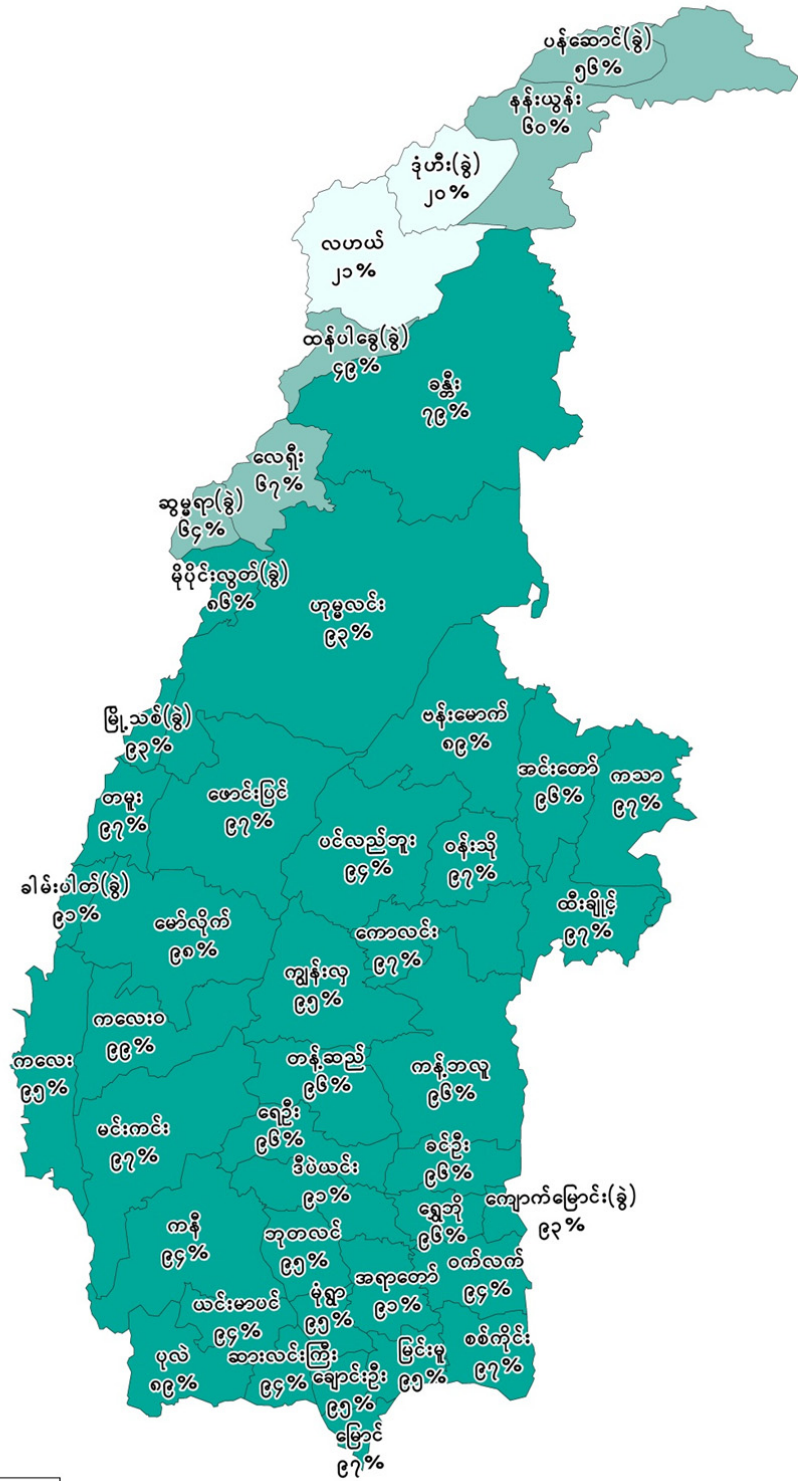 ပန်ဆောင်(ခွဲ)
၅၆%
နန်းယွန်း
၆၀%
ဒုံဟီး(ခွဲ)
၂၀%
လဟယ်
၂၁%
ထန်ပါခွေ(ခွဲ)
၄၉%
ခန္တီး
၇၉%
လေရှီး
၆၇%
ဆွမ္မရာ(ခွဲ)
၆၄%
မိုပိုင်းလွတ်(ခွဲ)
၈၆%
ဟုမ္မလင်း
၉၃%
မြို့သစ်(ခွဲ)
၉၃%
ဗန်းမောက်
၈၉%
အင်းတော်
၉၆%
ကသာ
၉၇%
တမူး
၉၇%
ဖောင်းပြင်
၉၇%
ပင်လည်ဘူး
၉၄%
ဝန်းသို
၉၇%
ခါမ်းပါတ်(ခွဲ)
၉၁%
မော်လိုက်
၉၈%
ကောလင်း
၉၇%
ထီးချိုင့်
၉၇%
ကျွန်းလှ
၉၅%
ကလေးဝ
၉၉%
ကလေး
၉၅%
တန့်ဆည်
၉၆%
ကန့်ဘလူ
၉၆%
မင်းကင်း
၉၇%
ရေဦး
၉၆%
ခင်ဦး
၉၆%
ဒီပဲယင်း
၉၁%
ကျောက်မြောင်း(ခွဲ)
၉၃%
ရွှေဘို
၉၆%
ကနီ
၉၄%
ဘုတလင်
၉၅%
ဝက်လက်
၉၄%
အရာတော်
၉၁%
မုံရွာ
၉၅%
ယင်းမာပင်
၉၄%
စစ်ကိုင်း
၉၇%
မြင်းမူ
၉၅%
ပုလဲ
၈၉%
ဆားလင်းကြီး
၉၄%
ချောင်းဦး
၉၅%
မြောင်
၉၇%